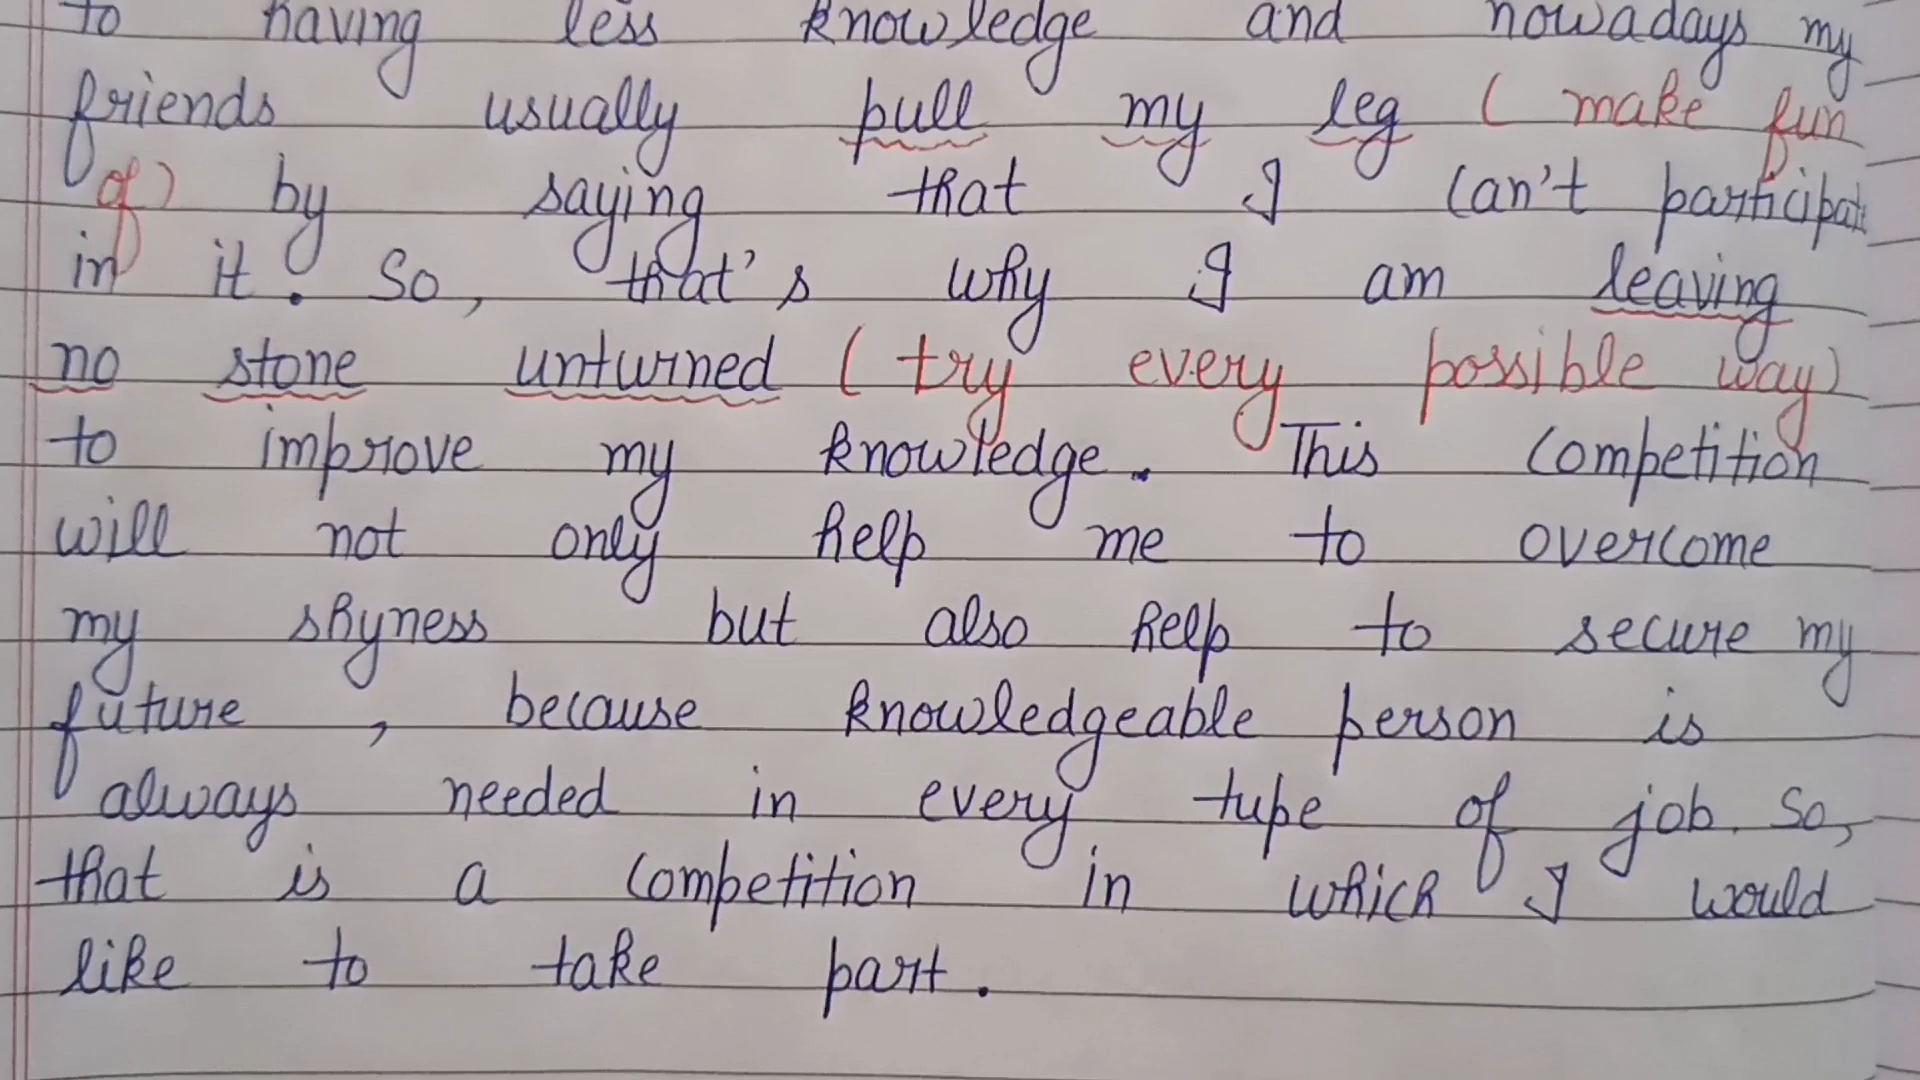 to having less knowledge and nowadays my
friends usually pull my leg ( make fun
of) by saying that I can't participate
in it. So, that's why I am leaving
no stone unturned ( try every possible way)
to improve my knowledge. This competition
will not only help me to overcome
my shyness but also help to secure my
future , because knowledgeable person is
always needed in every type of job. So,
that is a competition in which I would
like to take part.